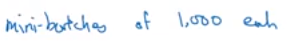 mini-batches of 1,000 each